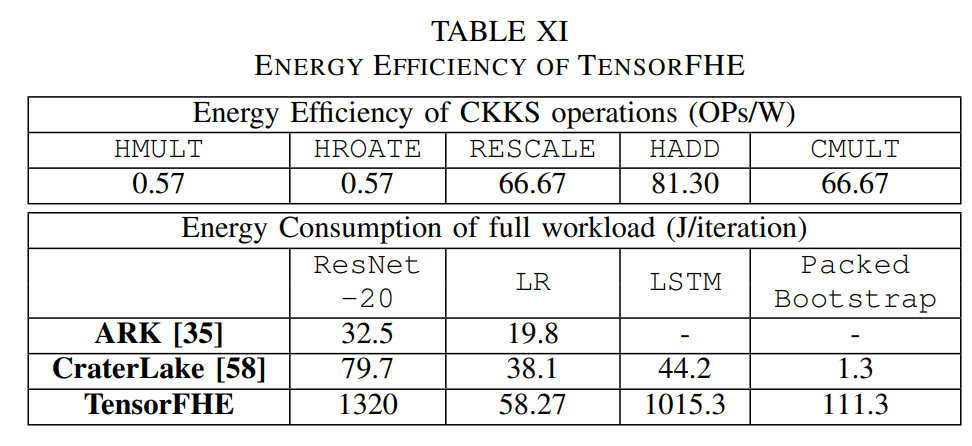 TABLE XI
ENERGY EFFICIENCY OF TENSORFHE
Energy Efficiency of CKKS operations (OPs/W)
HMULT HROATE RESCALE HADD CMULT
0.57 0.57 66.67 81.30 66.67
Energy Consumption of full workload (J/iteration)
ResNet
-20 LR LSTM Packed
Bootstrap
ARK [35] 32.5 19.8 - -
CraterLake [58] 79.7 38.1 44.2 1.3
TensorFHE 1320 58.27 1015.3 111.3